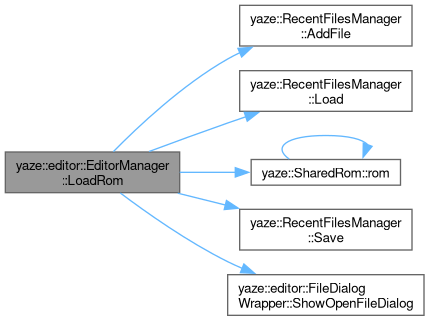 yaze::RecentFilesManager
::AddFile
yaze::RecentFilesManager
::Load
yaze::editor::EditorManager
::LoadRom
yaze::SharedRom::rom
yaze::RecentFilesManager
::Save
yaze::editor::FileDialog
Wrapper::ShowOpenFileDialog